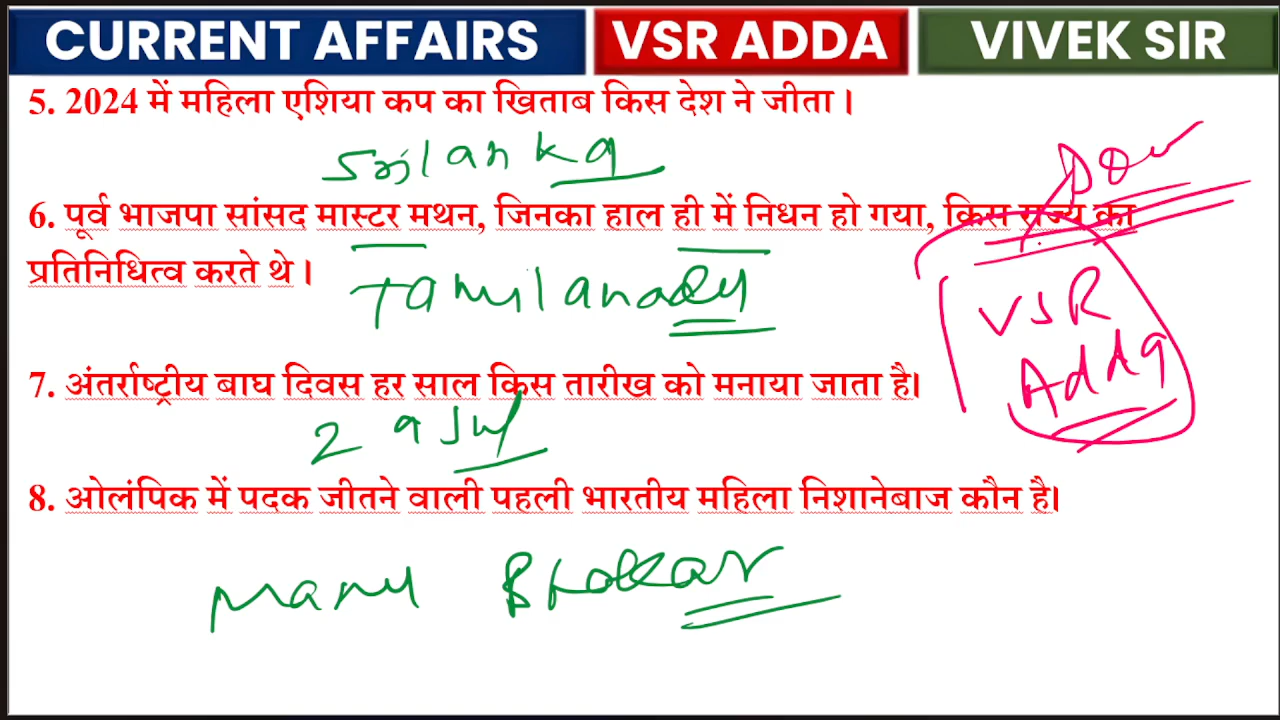 CURRENT AFFAIRS VSR ADDA VIVEK SIR
5. 2024 में महिला एशिया कप का खिताब किस देश ने जीता ।
Srilanka
6. पूर्व भाजपा सांसद मास्टर मथन, जिनका हाल ही में निधन हो गया, किस राज्य का
प्रतिनिधित्व करते थे ।
Tamilanadu
VSR
Adda
7. अंतर्राष्ट्रीय बाघ दिवस हर साल किस तारीख को मनाया जाता है।
29 Jul
8. ओलंपिक में पदक जीतने वाली पहली भारतीय महिला निशानेबाज कौन है।
Manu Bhakar